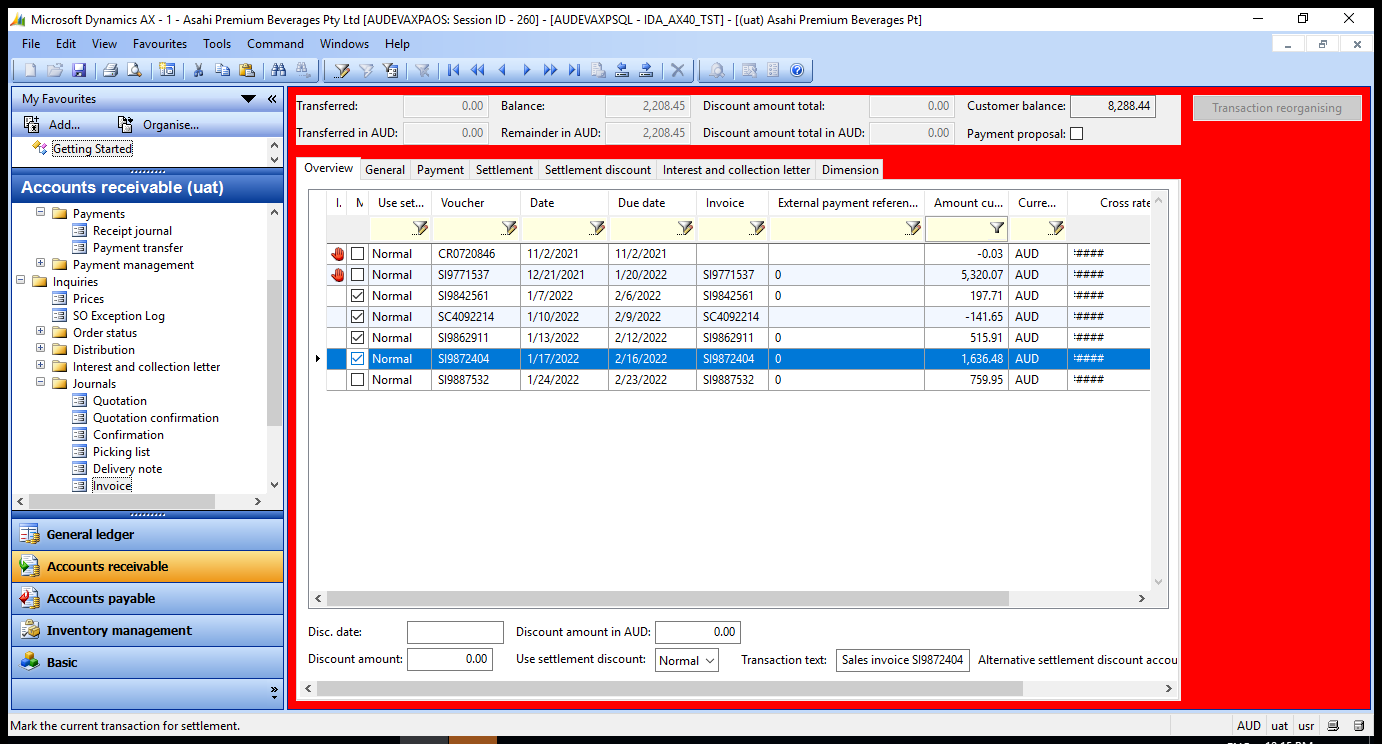 Microsoft Dynamics AX - 1 - Asahi Premium Beverages Pty Ltd [AUDEVAXPAOS: Session ID - 260] - [AUDEVAXPSQL - IDA_AX40_TST] - [(uat) Asahi Premium Beverages Pt]
File Edit View Favourites Tools Command Windows Help
My Favourites
Add... Organise...
Getting Started
Accounts receivable (uat)
Payments
Receipt journal
Payment transfer
Payment management
Inquiries
Prices
SO Exception Log
Order status
Distribution
Interest and collection letter
Journals
Quotation
Quotation confirmation
Confirmation
Picking list
Delivery note
Invoice
General ledger
Accounts receivable
Accounts payable
Inventory management
Basic
Transferred: 0.00 Balance: 2,208.45 Discount amount total: 0.00 Customer balance: 8,288.44 Transaction reorganising
Transferred in AUD: 0.00 Remainder in AUD: 2,208.45 Discount amount total in AUD: 0.00 Payment proposal:
Overview General Payment Settlement Settlement discount Interest and collection letter Dimension
I. M Use set... Voucher Date Due date Invoice External payment referen... Amount cu... Curre... Cross rate
Normal CR0720846 11/2/2021 11/2/2021 -0.03 AUD ####
Normal SI9771537 12/21/2021 1/20/2022 SI9771537 0 5,320.07 AUD ####
Normal SI9842561 1/7/2022 2/6/2022 SI9842561 0 197.71 AUD ####
Normal SC4092214 1/10/2022 2/9/2022 SC4092214 -141.65 AUD ####
Normal SI9862911 1/13/2022 2/12/2022 SI9862911 0 515.91 AUD ####
Normal SI9872404 1/17/2022 2/16/2022 SI9872404 0 1,636.48 AUD ####
Normal SI9887532 1/24/2022 2/23/2022 SI9887532 0 759.95 AUD ####
Disc. date: Discount amount in AUD: 0.00
Discount amount: 0.00 Use settlement discount: Normal Transaction text: Sales invoice SI9872404 Alternative settlement discount accou
Mark the current transaction for settlement. AUD uat usr